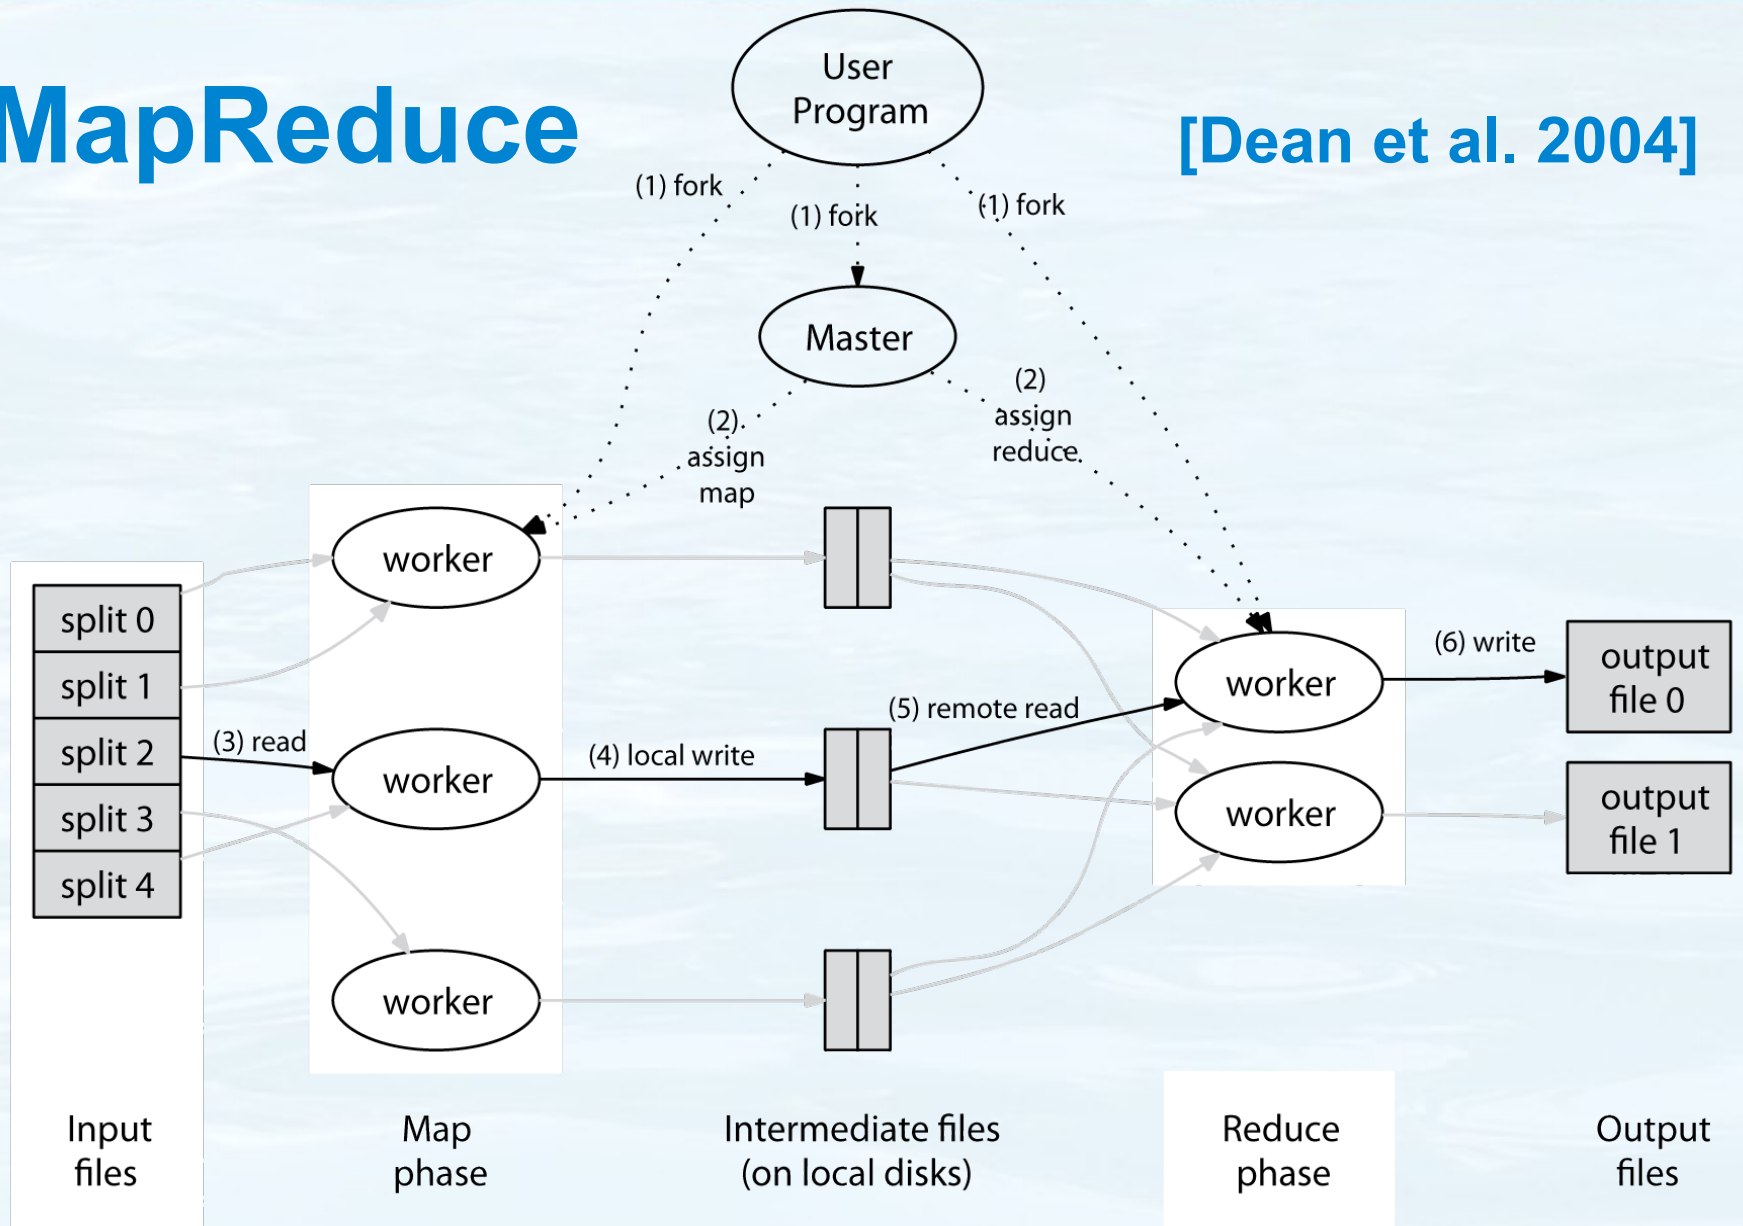 MapReduce
[Dean et al. 2004]
User
Program
(1) fork
(1) fork
(1) fork
Master
(2)
assign
map
(2)
assign
reduce
worker
worker
worker
split 0
split 1
split 2
split 3
split 4
(3) read
(4) local write
(5) remote read
worker
worker
(6) write
output
file 0
output
file 1
Input
files
Map
phase
Intermediate files
(on local disks)
Reduce
phase
Output
files